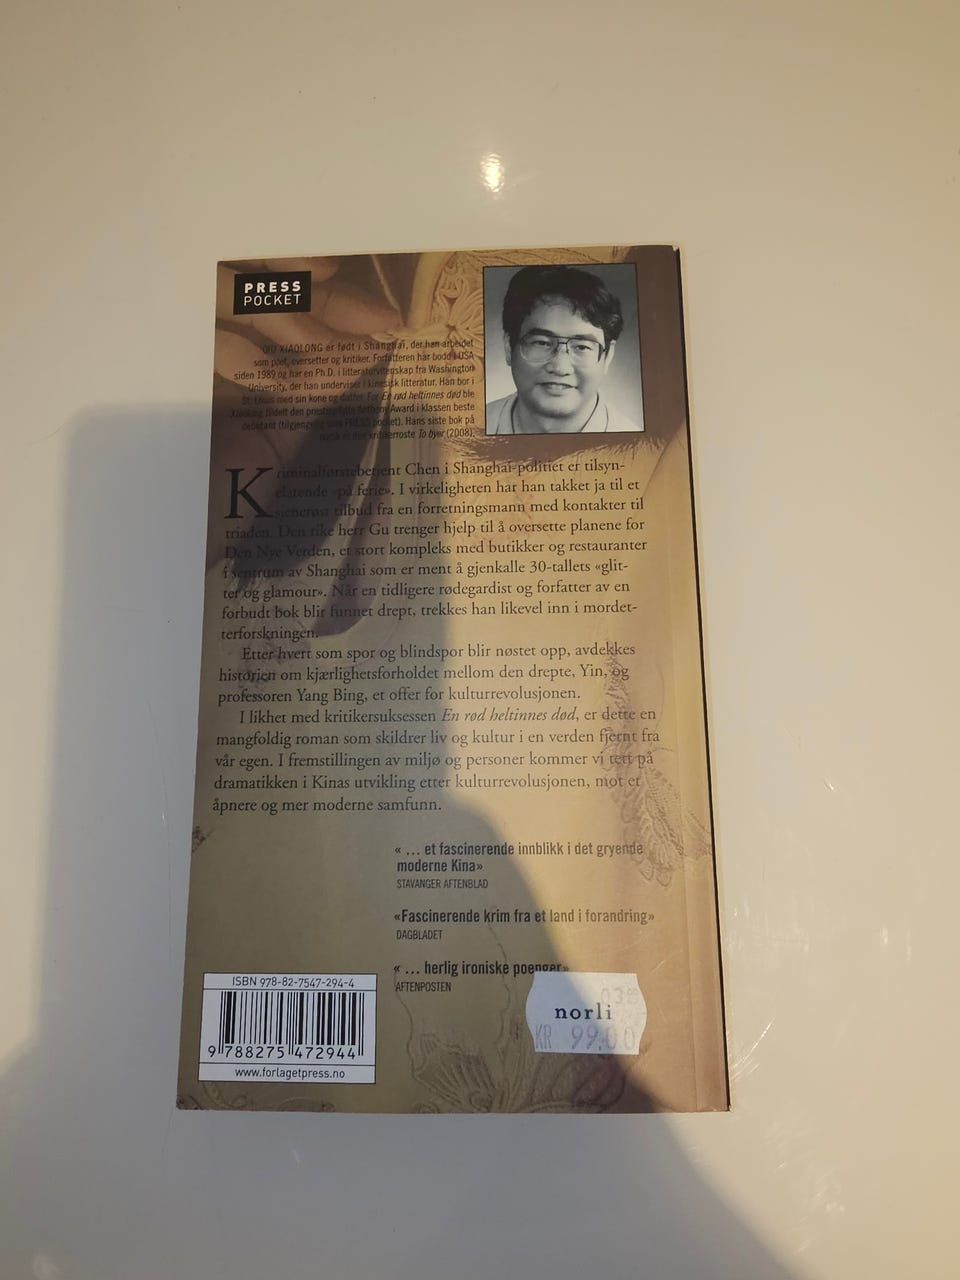 PRESS
POCKET
QIU XIAOLONG er født i Shanghai, der han arbeidet
som poet, oversetter og kritiker. Forfatteren har bodd i USA
siden 1989 og har en Ph.D. i litteraturvitenskap fra Washington
University, der han underviser i kinesisk litteratur. Han bor i
St. Louis med sin kone og datter. For En rød heltinnes død ble
Xiaolong tildelt den prestisjefylte Anthony Award i klassen beste
debutant (tilgjengelig som PRESS pocket). Hans siste bok på
norsk er den kritikerroste To byer (2008).
Kriminalførstebetjent Chen i Shanghai-politiet er tilsyn-
elatende «på ferie». I virkeligheten har han takket ja til et
sjenerøst tilbud fra en forretningsmann med kontakter til
triaden. Den rike herr Gu trenger hjelp til å oversette planene for
Den Nye Verden, et stort kompleks med butikker og restauranter
i sentrum av Shanghai som er ment å gjenkalle 30-tallets «glit-
ter og glamour». Når en tidligere rødegardist og forfatter av en
forbudt bok blir funnet drept, trekkes han likevel inn i mordet-
terforskningen.
Etter hvert som spor og blindspor blir nøstet opp, avdekkes
historien om kjærlighetsforholdet mellom den drepte, Yin, og
professoren Yang Bing, et offer for kulturrevolusjonen.
I likhet med kritikersuksessen En rød heltinnes død, er dette en
mangfoldig roman som skildrer liv og kultur i en verden fjernt fra
vår egen. I fremstillingen av miljø og personer kommer vi tett på
dramatikken i Kinas utvikling etter kulturrevolusjonen, mot et
åpnere og mer moderne samfunn.
« ... et fascinerende innblikk i det gryende
moderne Kina»
STAVANGER AFTENBLAD
«Fascinerende krim fra et land i forandring»
DAGBLADET
« ... herlig ironiske poenger»
AFTENPOSTEN
ISBN 978-82-7547-294-4
9 788275 472944
www.forlagetpress.no
norli
KR 99.00